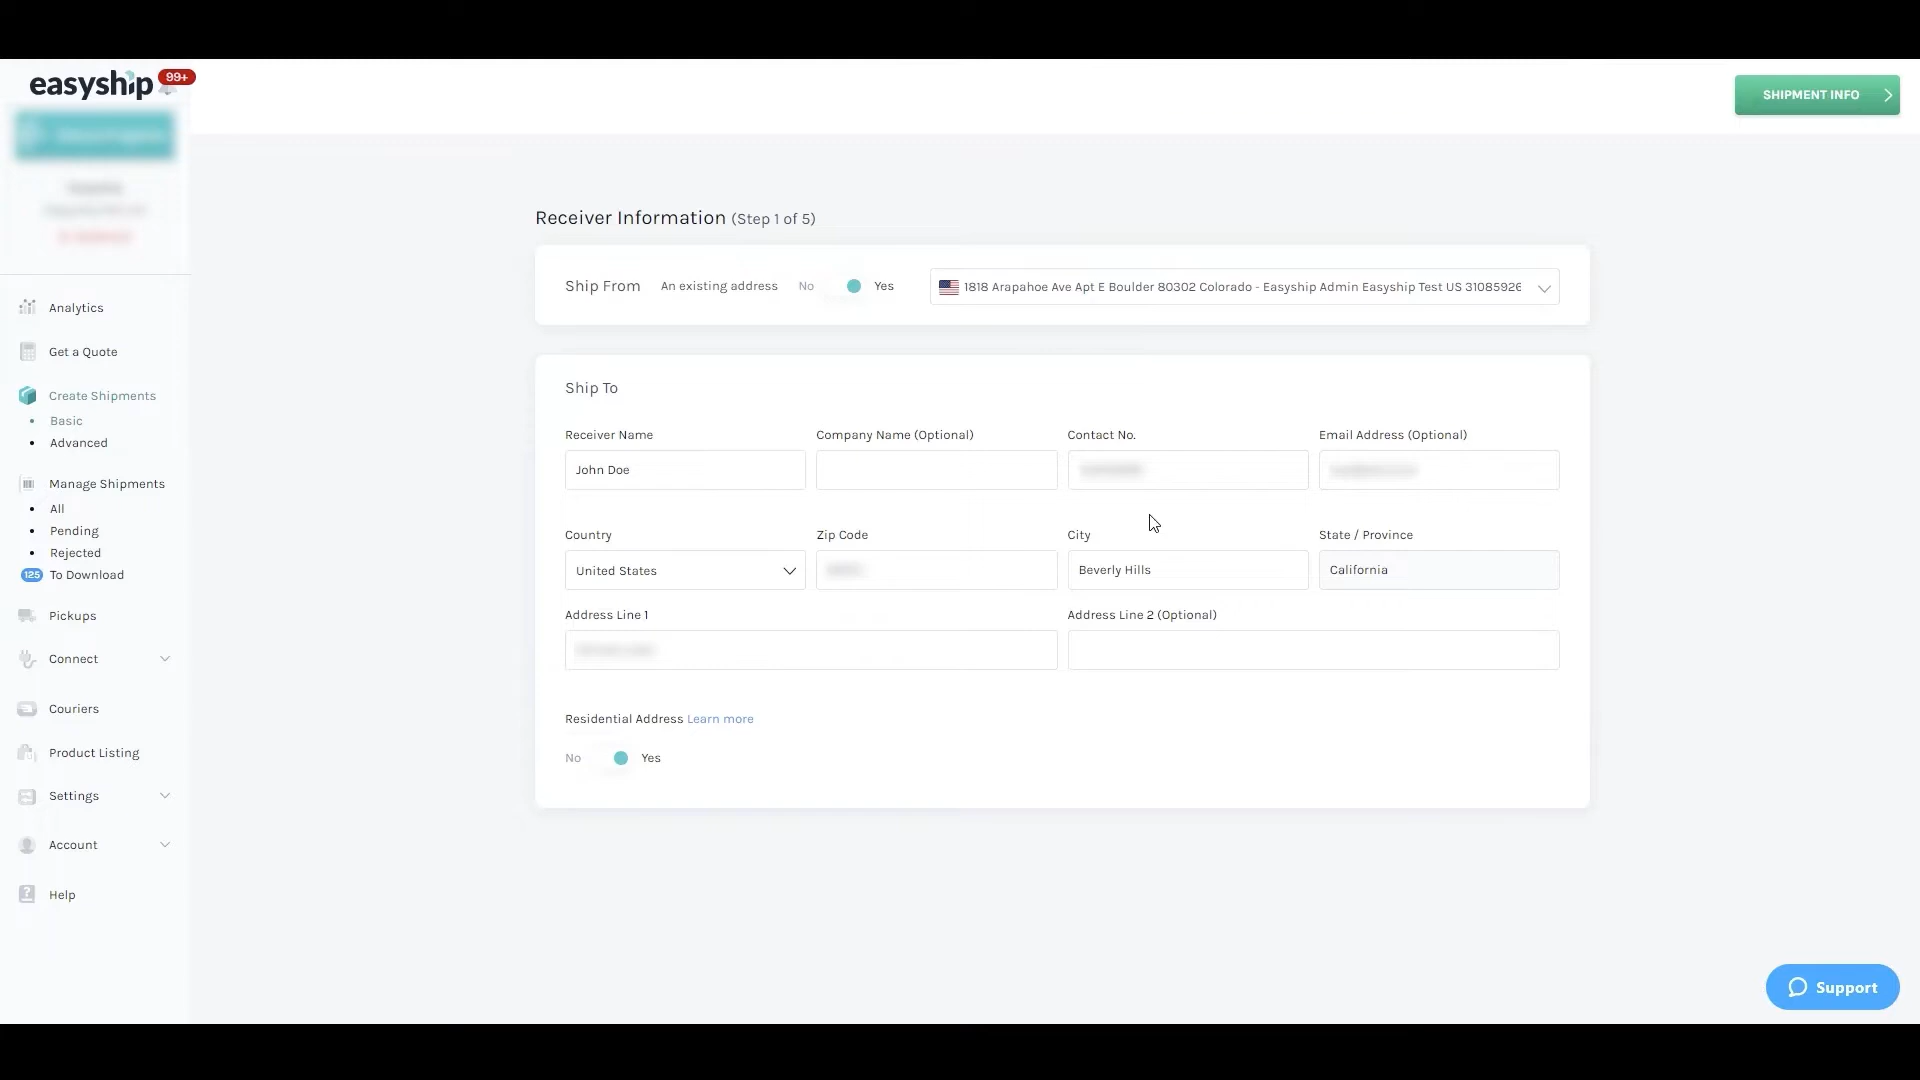 easyship 99+
SHIPMENT INFO
Analytics
Get a Quote
Create Shipments
Basic
Advanced
Manage Shipments
All
Pending
Rejected
125 To Download
Pickups
Connect
Couriers
Product Listing
Settings
Account
Help
Receiver Information (Step 1 of 5)
Ship From An existing address No Yes 1818 Arapahoe Ave Apt E Boulder 80302 Colorado - Easyship Admin Easyship Test US 31085926
Ship To
Receiver Name Company Name (Optional) Contact No. Email Address (Optional)
John Doe
Country Zip Code City State / Province
United States Beverly Hills California
Address Line 1 Address Line 2 (Optional)
Residential Address Learn more
No Yes
Support